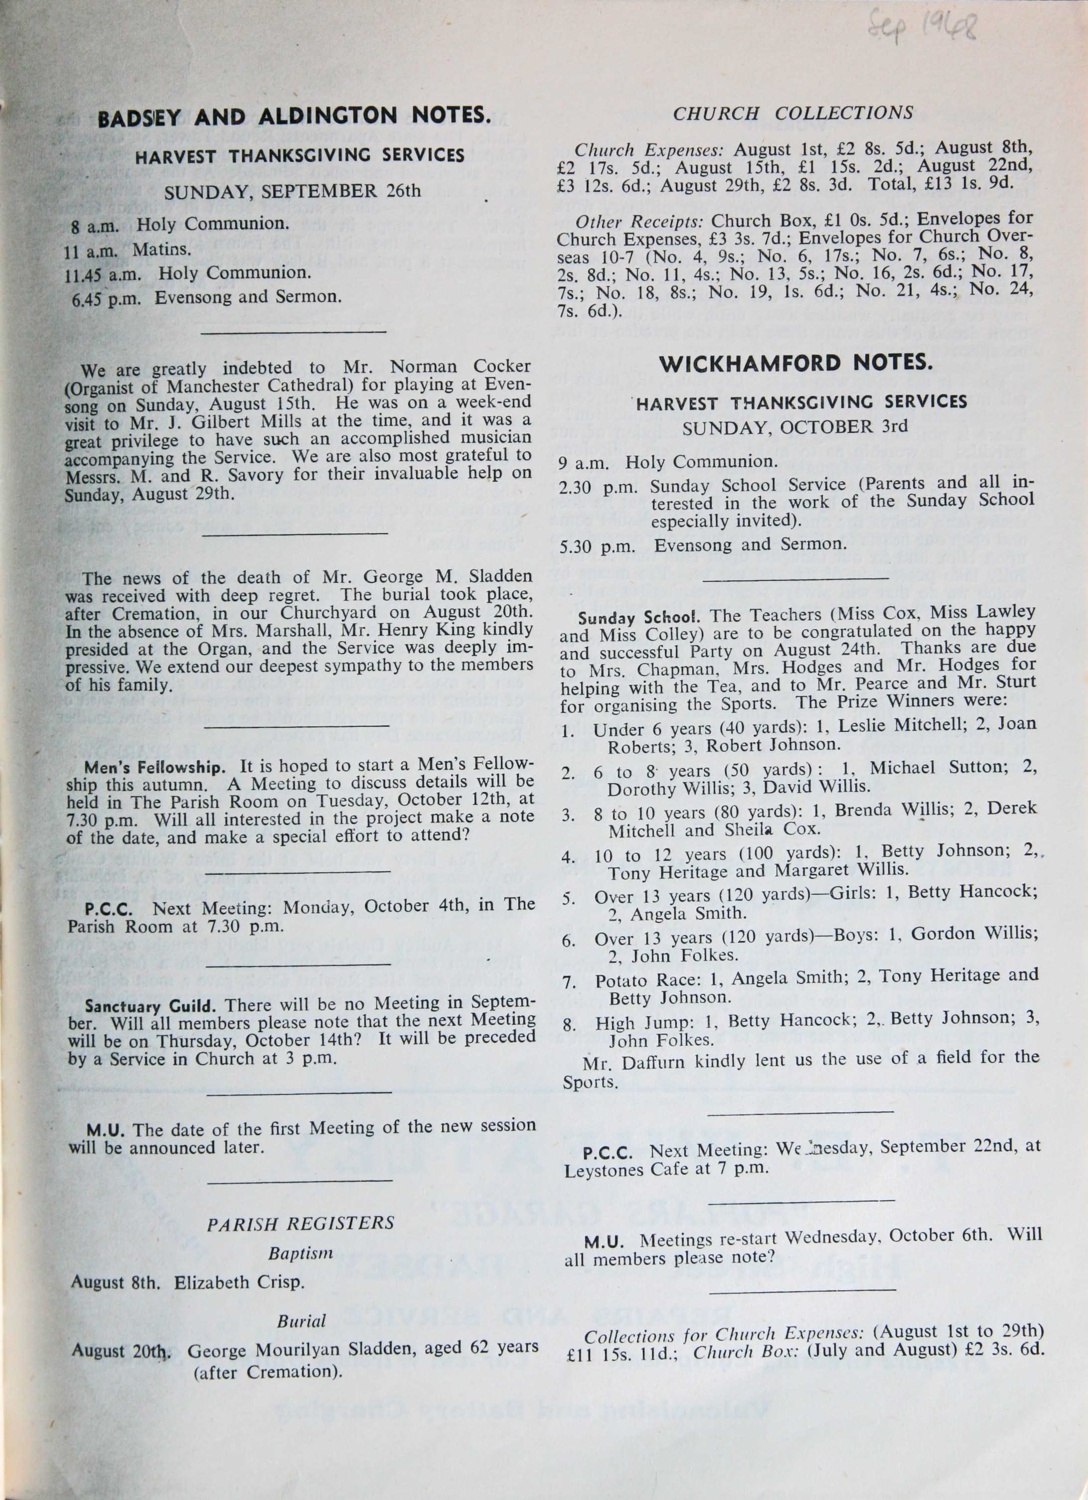 Sep 1948
BADSEY AND ALDINGTON NOTES.
HARVEST THANKSGIVING SERVICES
SUNDAY, SEPTEMBER 26th
8 a.m. Holy Communion.
11 a.m. Matins.
11.45 a.m. Holy Communion.
6.45 p.m. Evensong and Sermon.
We are greatly indebted to Mr. Norman Cocker
(Organist of Manchester Cathedral) for playing at Even-
song on Sunday, August 15th. He was on a week-end
visit to Mr. J. Gilbert Mills at the time, and it was a
great privilege to have such an accomplished musician
accompanying the Service. We are also most grateful to
Messrs. M. and R. Savory for their invaluable help on
Sunday, August 29th.
The news of the death of Mr. George M. Sladden
was received with deep regret. The burial took place,
after Cremation, in our Churchyard on August 20th.
In the absence of Mrs. Marshall, Mr. Henry King kindly
presided at the Organ, and the Service was deeply im-
pressive. We extend our deepest sympathy to the members
of his family.
Men's Fellowship. It is hoped to start a Men's Fellow-
ship this autumn. A Meeting to discuss details will be
held in The Parish Room on Tuesday, October 12th, at
7.30 p.m. Will all interested in the project make a note
of the date, and make a special effort to attend?
P.C.C. Next Meeting: Monday, October 4th, in The
Parish Room at 7.30 p.m.
Sanctuary Guild. There will be no Meeting in Septem-
ber. Will all members please note that the next Meeting
will be on Thursday, October 14th? It will be preceded
by a Service in Church at 3 p.m.
M.U. The date of the first Meeting of the new session
will be announced later.
PARISH REGISTERS
Baptism
August 8th. Elizabeth Crisp.
Burial
August 20th. George Mourilyan Sladden, aged 62 years
(after Cremation).
CHURCH COLLECTIONS
Church Expenses: August 1st, £2 8s. 5d.; August 8th,
£2 17s. 5d.; August 15th, £1 15s. 2d.; August 22nd,
£3 12s. 6d.; August 29th, £2 8s. 3d. Total, £13 1s. 9d.
Other Receipts: Church Box, £1 0s. 5d.; Envelopes for
Church Expenses, £3 3s. 7d.; Envelopes for Church Over-
seas 10-7 (No. 4, 9s.; No. 6, 17s.; No. 7, 6s.; No. 8,
2s. 8d.; No. 11, 4s.; No. 13, 5s.; No. 16, 2s. 6d.; No. 17,
7s.; No. 18, 8s.; No. 19, 1s. 6d.; No. 21, 4s.; No. 24,
7s. 6d.).
WICKHAMFORD NOTES.
HARVEST THANKSGIVING SERVICES
SUNDAY, OCTOBER 3rd
9 a.m. Holy Communion.
2.30 p.m. Sunday School Service (Parents and all in-
terested in the work of the Sunday School
especially invited).
5.30 p.m. Evensong and Sermon.
Sunday School. The Teachers (Miss Cox, Miss Lawley
and Miss Colley) are to be congratulated on the happy
and successful Party on August 24th. Thanks are due
to Mrs. Chapman, Mrs. Hodges and Mr. Hodges for
helping with the Tea, and to Mr. Pearce and Mr. Sturt
for organising the Sports. The Prize Winners were:
1. Under 6 years (40 yards): 1, Leslie Mitchell; 2, Joan
Roberts; 3, Robert Johnson.
2. 6 to 8 years (50 yards): 1, Michael Sutton; 2,
Dorothy Willis; 3, David Willis.
3. 8 to 10 years (80 yards): 1, Brenda Willis; 2, Derek
Mitchell and Sheila Cox.
4. 10 to 12 years (100 yards): 1, Betty Johnson; 2,
Tony Heritage and Margaret Willis.
5. Over 13 years (120 yards)—Girls: 1, Betty Hancock;
2, Angela Smith.
6. Over 13 years (120 yards)—Boys: 1, Gordon Willis;
2, John Folkes.
7. Potato Race: 1, Angela Smith; 2, Tony Heritage and
Betty Johnson.
8. High Jump: 1, Betty Hancock; 2, Betty Johnson; 3,
John Folkes.
Mr. Daffurn kindly lent us the use of a field for the
Sports.
P.C.C. Next Meeting: Wednesday, September 22nd, at
Leystones Cafe at 7 p.m.
M.U. Meetings re-start Wednesday, October 6th. Will
all members please note?
Collections for Church Expenses: (August 1st to 29th)
£11 15s. 11d.; Church Box: (July and August) £2 3s. 6d.